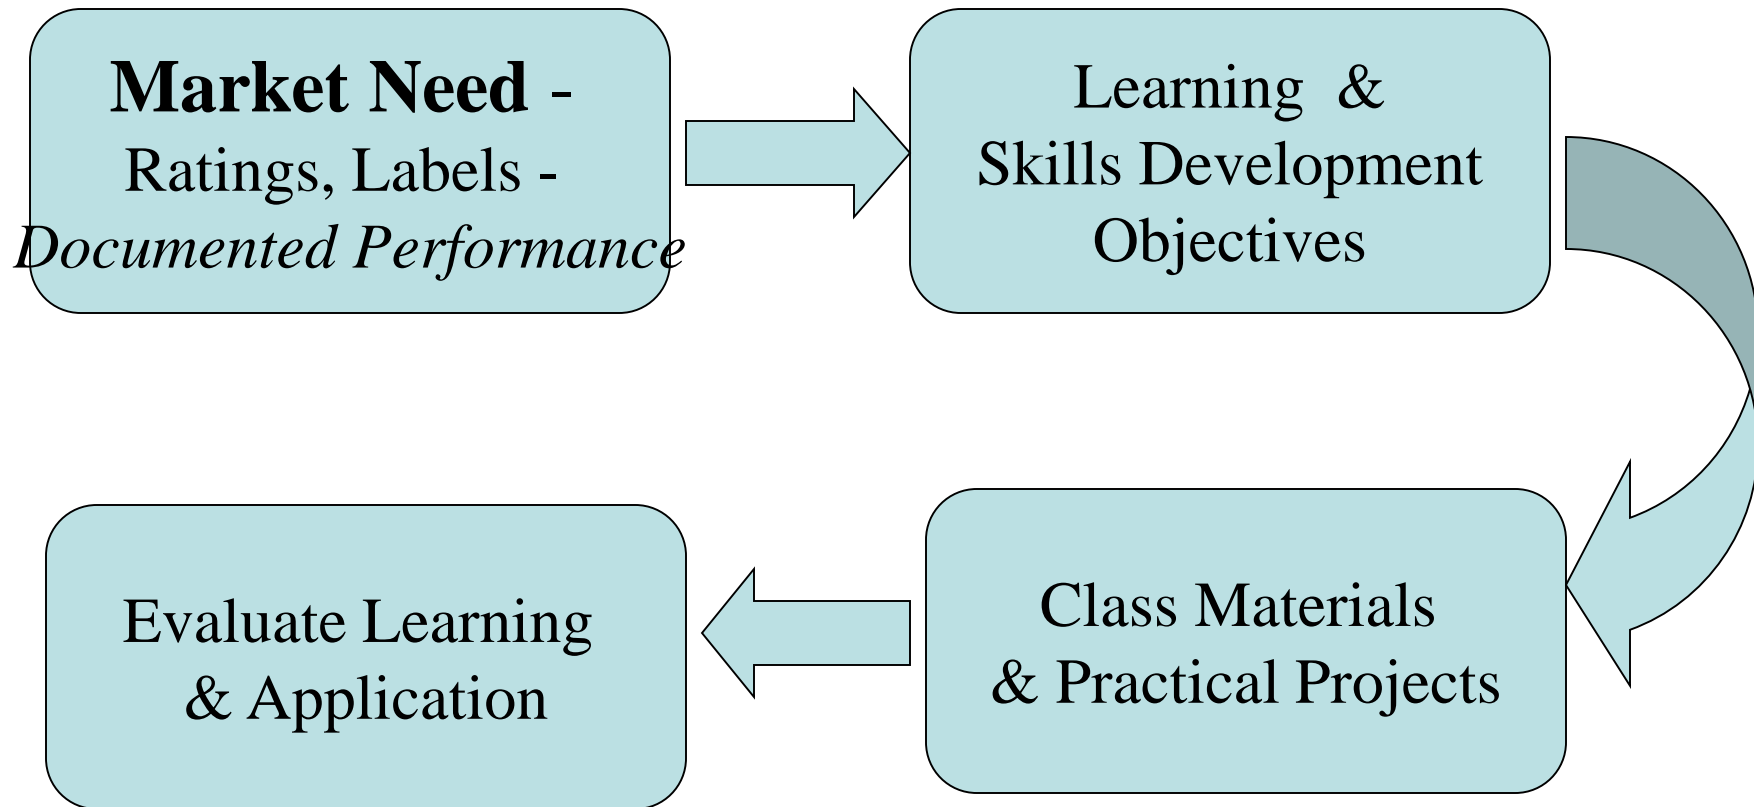 Market Need -
Ratings, Labels -
Documented Performance
Learning &
Skills Development
Objectives
Class Materials
& Practical Projects
Evaluate Learning
& Application